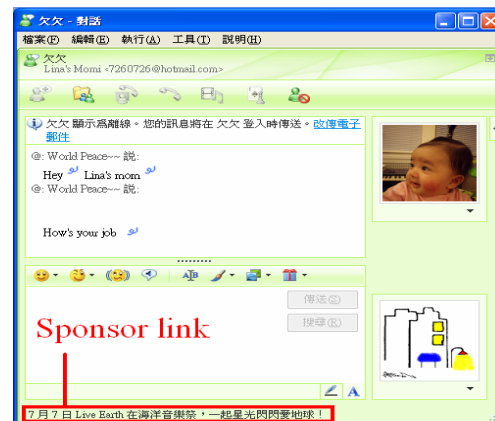 欠欠 - 對話
檔案(F) 編輯(E) 執行(A) 工具(T) 說明(H)
欠欠
Lina's Momi <7260726@hotmail.com>
欠欠 顯示為離線。您的訊息將在 欠欠 登入時傳送。改傳電子
郵件
@: World Peace~~ 說:
Hey Lina's mom
@: World Peace~~ 說:
How's your job
傳送(S)
搜尋(R)
Sponsor link
A
7 月 7 日 Live Earth 在海洋音樂祭，一起星光閃閃愛地球！